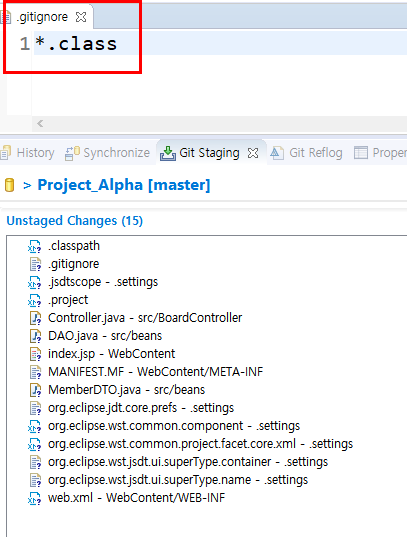 .gitignore
1 *.class
History Synchronize Git Staging Git Reflog Proper
> Project_Alpha [master]
Unstaged Changes (15)
.classpath
.gitignore
.jsdtscope - .settings
.project
Controller.java - src/BoardController
DAO.java - src/beans
index.jsp - WebContent
MANIFEST.MF - WebContent/META-INF
MemberDTO.java - src/beans
org.eclipse.jdt.core.prefs - .settings
org.eclipse.wst.common.component - .settings
org.eclipse.wst.common.project.facet.core.xml - .settings
org.eclipse.wst.jsdt.ui.superType.container - .settings
org.eclipse.wst.jsdt.ui.superType.name - .settings
web.xml - WebContent/WEB-INF